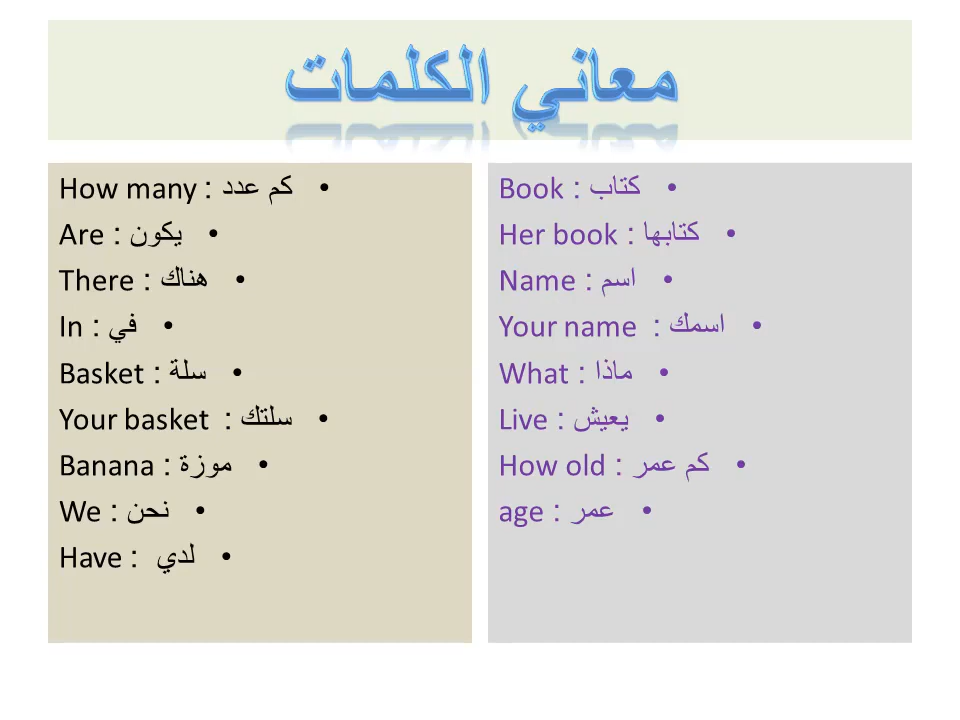 معاني الكلمات
• كتاب : Book
• كتابها : Her book
• اسم : Name
• اسمك : Your name
• ماذا : What
• يعيش : Live
• كم عمر : How old
• عمر : age
• كم عدد : How many
• يكون : Are
• هناك : There
• في : In
• سلة : Basket
• سلتك : Your basket
• موزة : Banana
• نحن : We
• لدي : Have